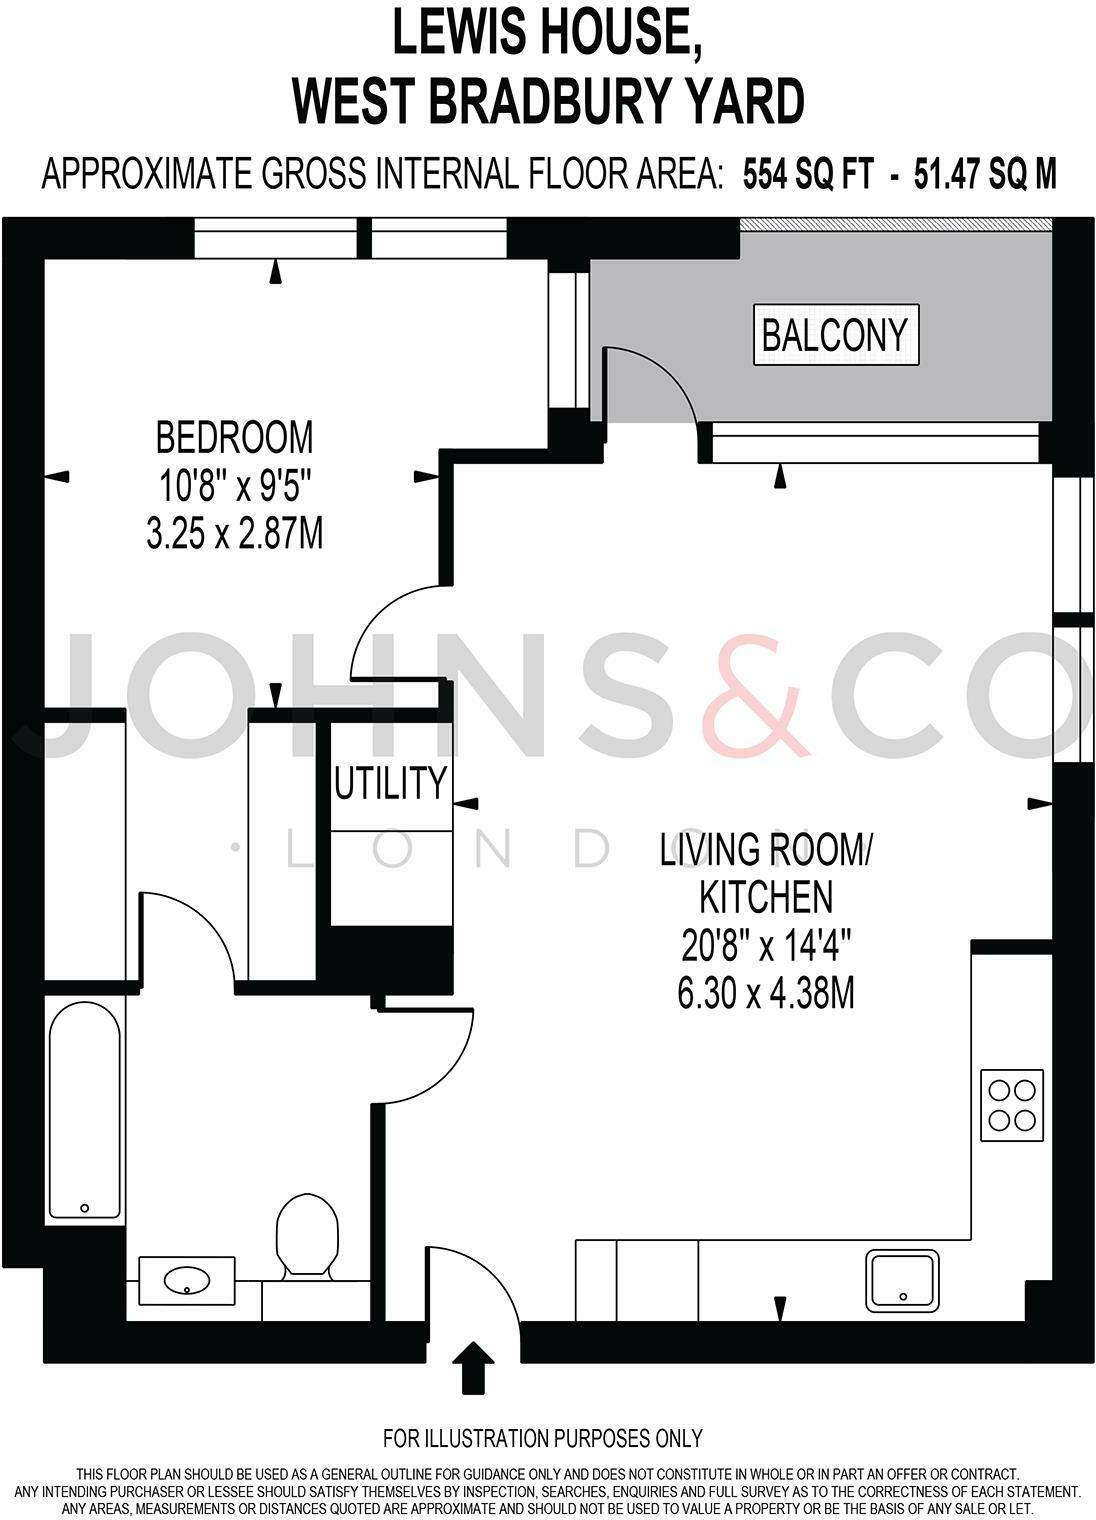 LEWIS HOUSE,
WEST BRADBURY YARD
APPROXIMATE GROSS INTERNAL FLOOR AREA: 554 SQ FT - 51.47 SQ M
BALCONY
BEDROOM
10'8" x 9'5"
3.25 x 2.87M
JOHNS&CO
UTILITY
· LONDON ·
LIVING ROOM/
KITCHEN
20'8" x 14'4"
6.30 x 4.38M
FOR ILLUSTRATION PURPOSES ONLY
THIS FLOOR PLAN SHOULD BE USED AS A GENERAL OUTLINE FOR GUIDANCE ONLY AND DOES NOT CONSTITUTE IN WHOLE OR IN PART AN OFFER OR CONTRACT.
ANY INTENDING PURCHASER OR LESSEE SHOULD SATISFY THEMSELVES BY INSPECTION, SEARCHES, ENQUIRIES AND FULL SURVEY AS TO THE CORRECTNESS OF EACH STATEMENT.
ANY AREAS, MEASUREMENTS OR DISTANCES QUOTED ARE APPROXIMATE AND SHOULD NOT BE USED TO VALUE A PROPERTY OR BE THE BASIS OF ANY SALE OR LET.